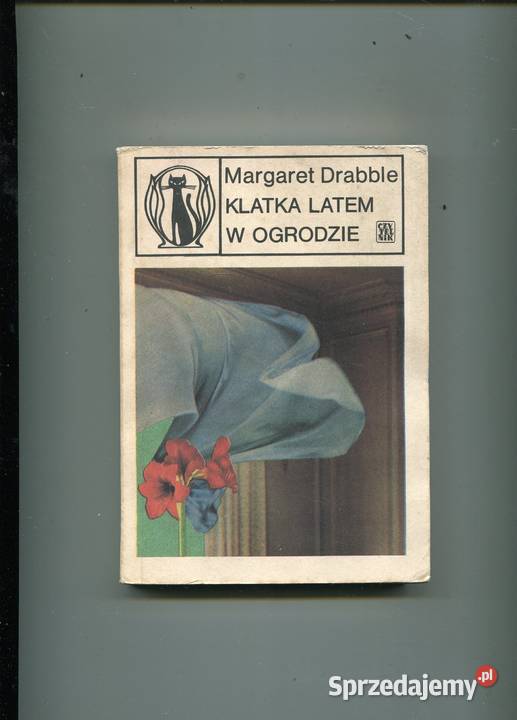 Margaret Drabble
KLATKA LATEM
W OGRODZIE
CZY
TEL
NIK
Sprzedajemy.pl